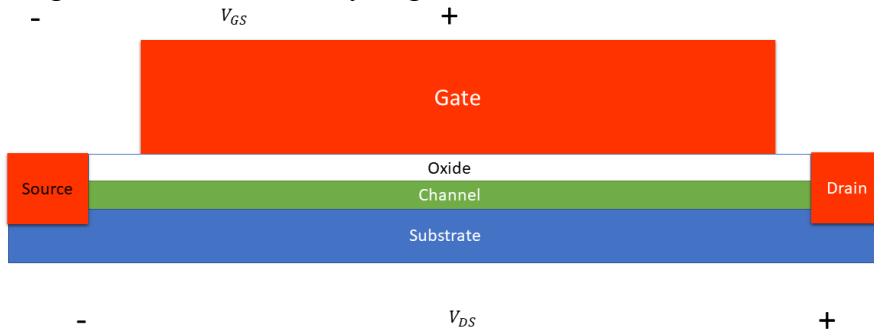 - V_GS +
Gate
Oxide
Source Channel Drain
Substrate
- V_DS +